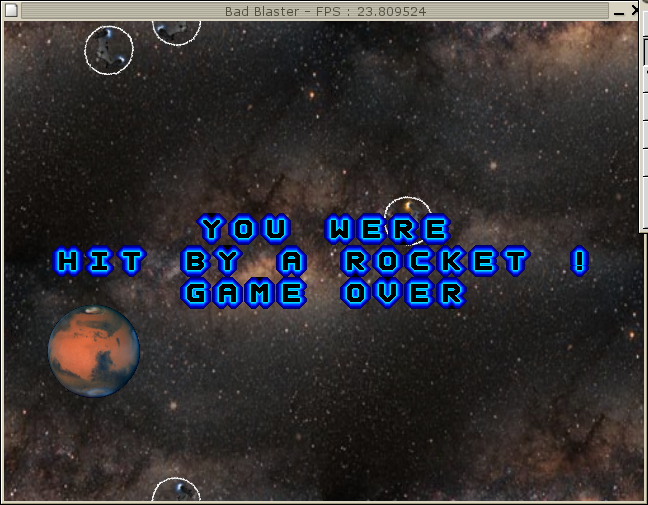 Bad Blaster - FPS : 23.809524
YOU WERE
HIT BY A ROCKET !
GAME OVER